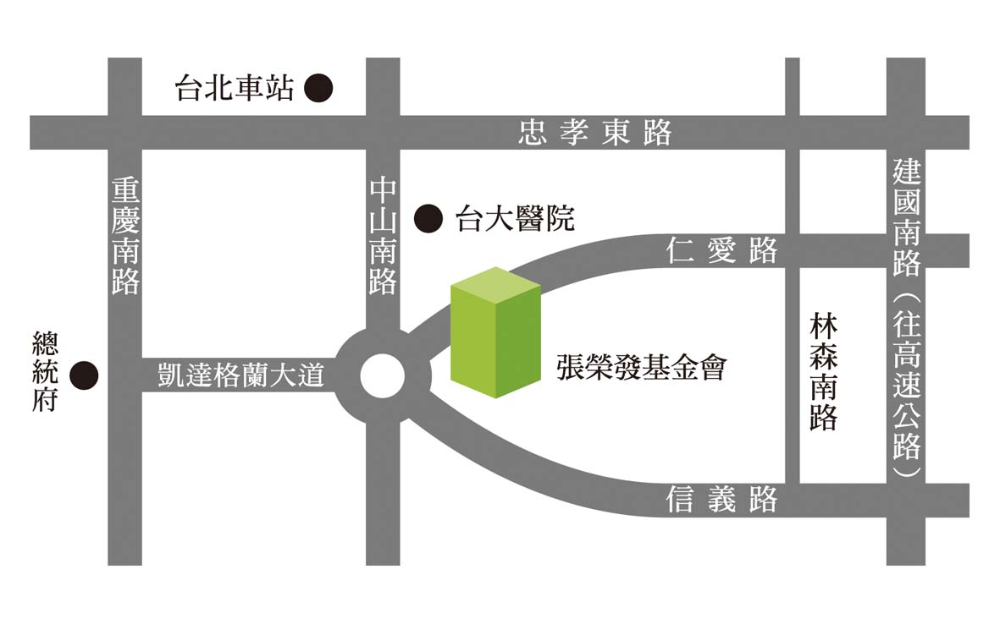 台北車站
忠孝東路
重慶南路
中山南路
台大醫院
建國南路（往高速公路）
仁愛路
林森南路
總統府
凱達格蘭大道
張榮發基金會
信義路